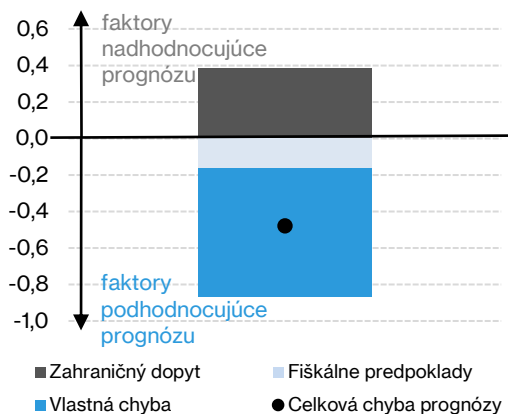 0,6
faktory
nadhodnocujúce
prognózu
0,4
0,2
0,0
-0,2
-0,4
-0,6
-0,8
-1,0
faktory
podhodnocujúce
prognózu
Zahraničný dopyt
Fiškálne predpoklady
Vlastná chyba
Celková chyba prognózy